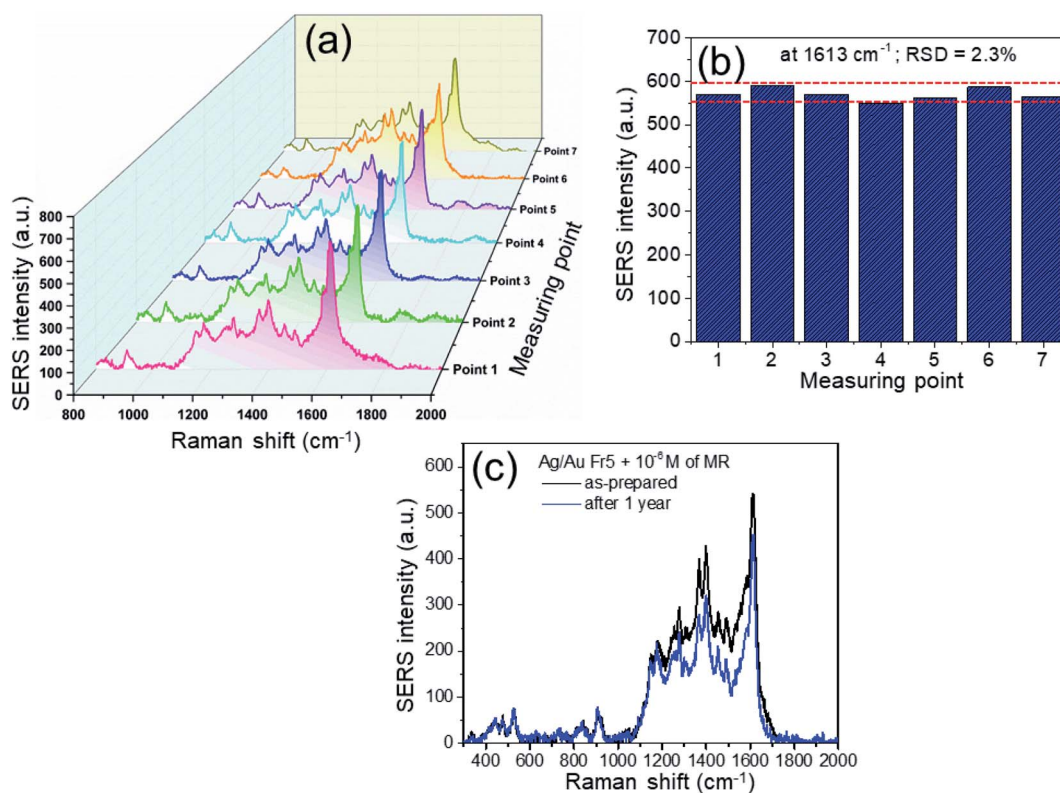 (a)
Point 7
Point 6
Point 5
Point 4
Point 3
Point 2
Point 1
Measuring point
800
700
600
500
400
300
200
100
0
SERS intensity (a.u.)
800 1000 1200 1400 1600 1800 2000
Raman shift (cm⁻¹)
(b)
at 1613 cm⁻¹; RSD = 2.3%
700
600
500
400
300
200
100
0
SERS intensity (a.u.)
1 2 3 4 5 6 7
Measuring point
(c)
Ag/Au Fr5 + 10⁻⁶M of MR
as-prepared
after 1 year
600
500
400
300
200
100
0
SERS intensity (a.u.)
400 600 800 1000 1200 1400 1600 1800 2000
Raman shift (cm⁻¹)